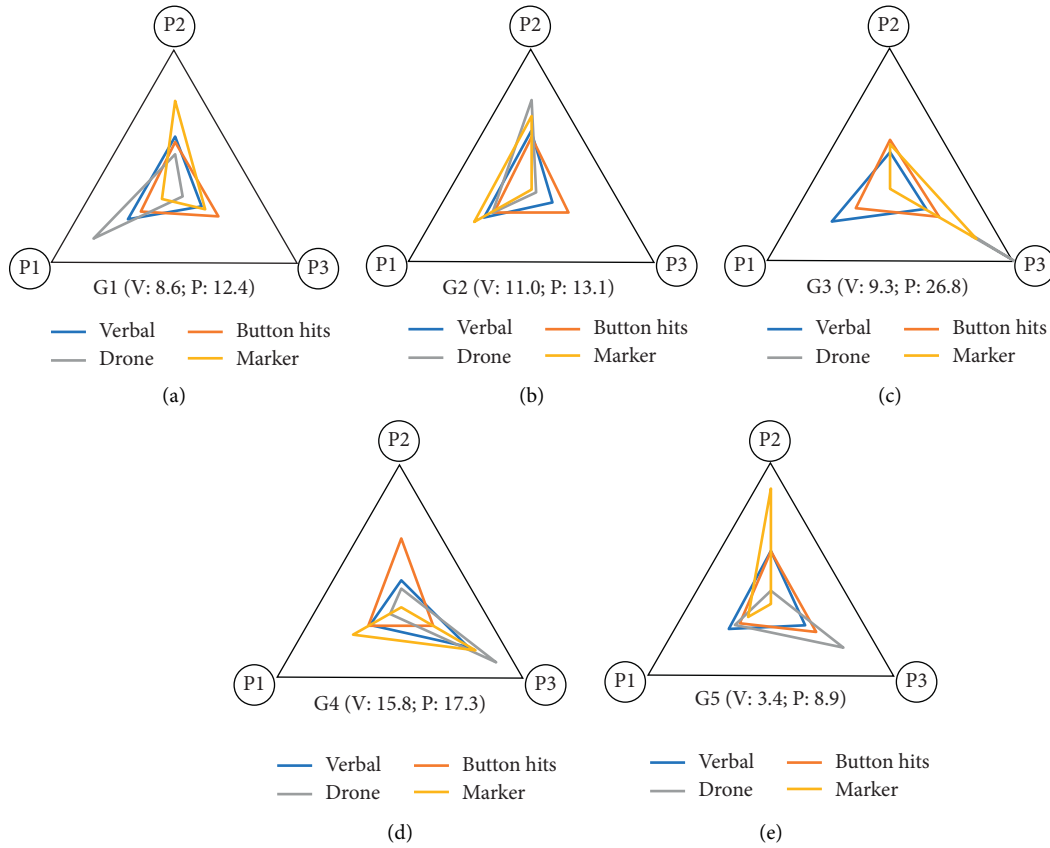 P2
P1
P3
G1 (V: 8.6; P: 12.4)
Verbal
Button hits
Drone
Marker
(a)
P2
P1
P3
G2 (V: 11.0; P: 13.1)
Verbal
Button hits
Drone
Marker
(b)
P2
P1
P3
G3 (V: 9.3; P: 26.8)
Verbal
Button hits
Drone
Marker
(c)
P2
P1
P3
G4 (V: 15.8; P: 17.3)
Verbal
Button hits
Drone
Marker
(d)
P2
P1
P3
G5 (V: 3.4; P: 8.9)
Verbal
Button hits
Drone
Marker
(e)